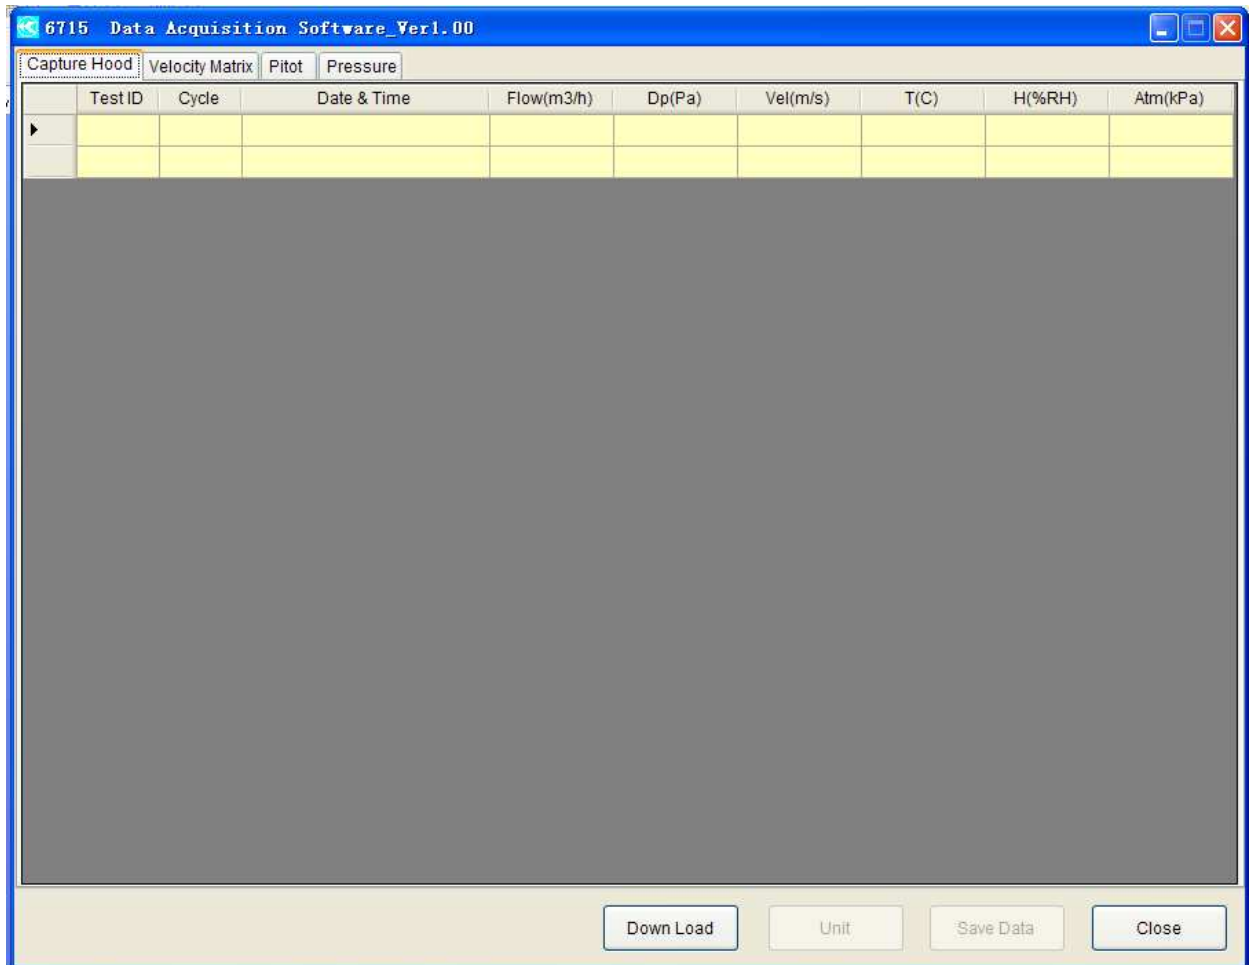 6715 Data Acquisition Software_Ver1.00
Capture Hood Velocity Matrix Pitot Pressure
Test ID Cycle Date & Time Flow(m3/h) Dp(Pa) Vel(m/s) T(C) H(%RH) Atm(kPa)
Down Load Unit Save Data Close